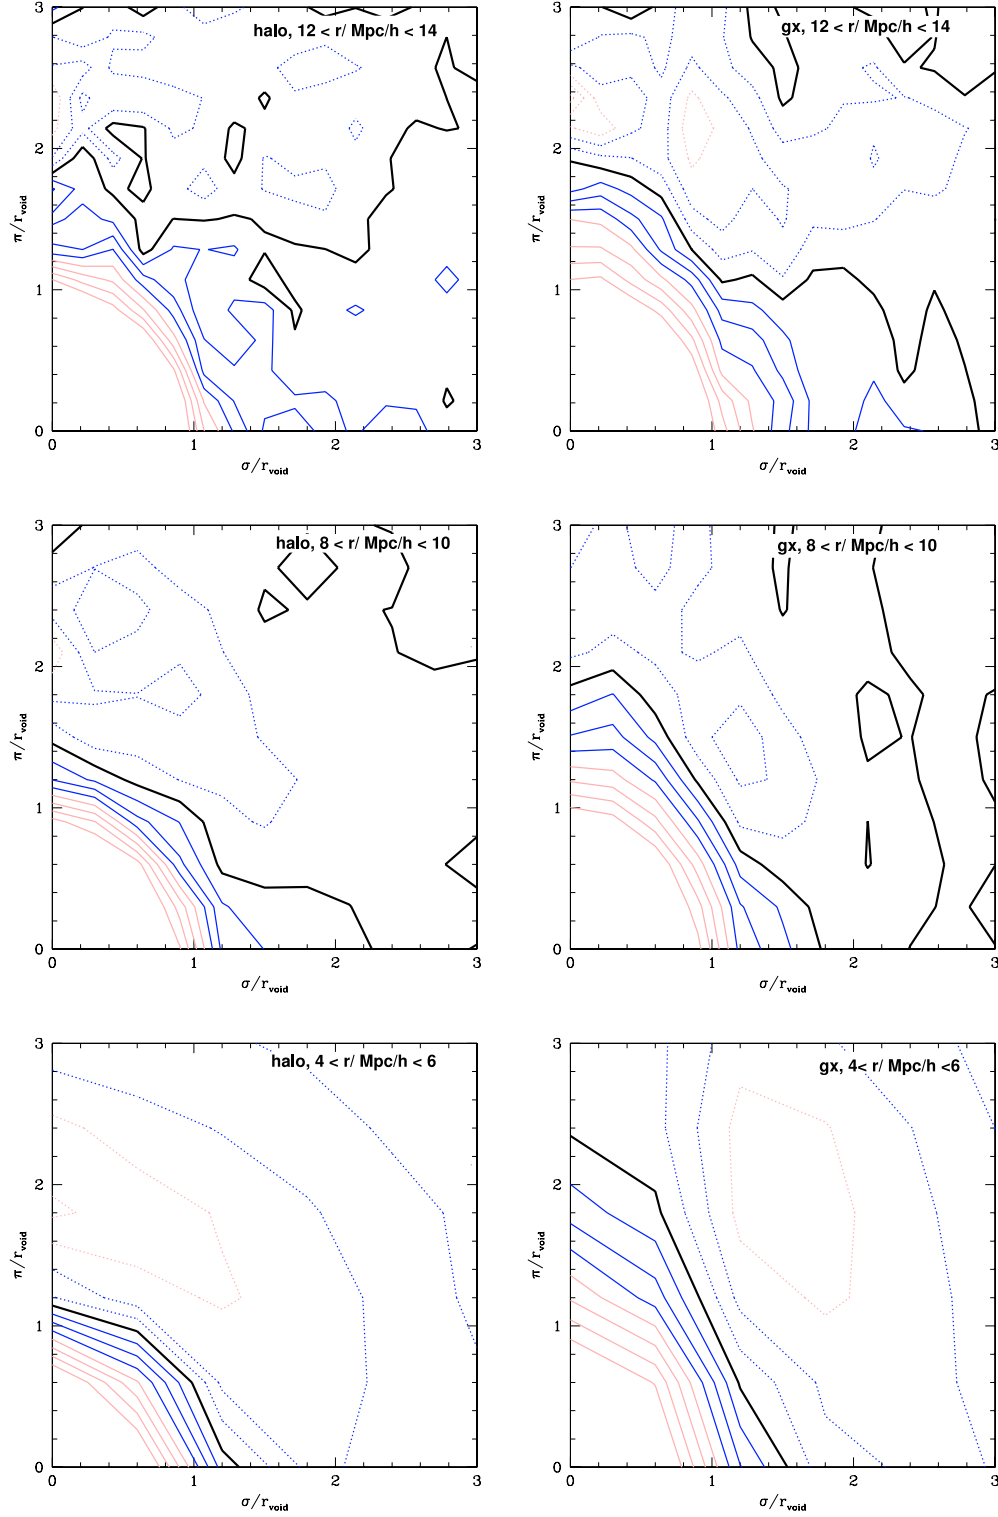 halo, 12 < r/ Mpc/h < 14
gx, 12 < r/ Mpc/h < 14
3
2
1
0
π/r_void
0 1 2 3
σ/r_void
3
2
1
0
π/r_void
0 1 2 3
σ/r_void
halo, 8 < r/ Mpc/h < 10
gx, 8 < r/ Mpc/h < 10
3
2
1
0
π/r_void
0 1 2 3
σ/r_void
3
2
1
0
π/r_void
0 1 2 3
σ/r_void
halo, 4 < r/ Mpc/h < 6
gx, 4< r/ Mpc/h <6
3
2
1
0
π/r_void
0 1 2 3
σ/r_void
3
2
1
0
π/r_void
0 1 2 3
σ/r_void